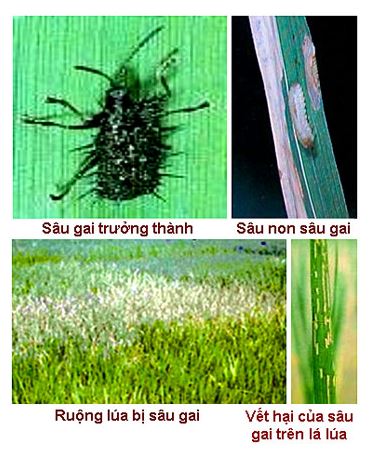 Sâu gai trưởng thành
Sâu non sâu gai
Ruộng lúa bị sâu gai
Vết hại của sâu
gai trên lá lúa